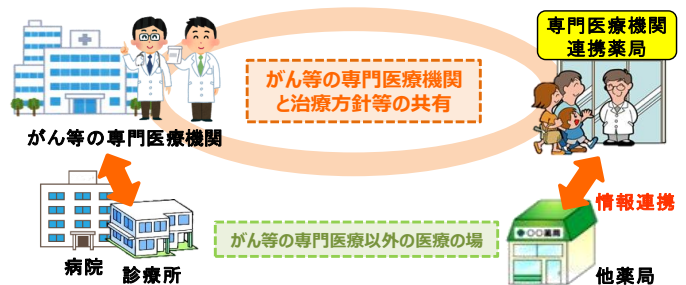 専門医療機関
連携薬局
がん等の専門医療機関
と治療方針等の共有
がん等の専門医療機関
情報連携
がん等の専門医療以外の医療の場
○○薬局
病院
診療所
他薬局